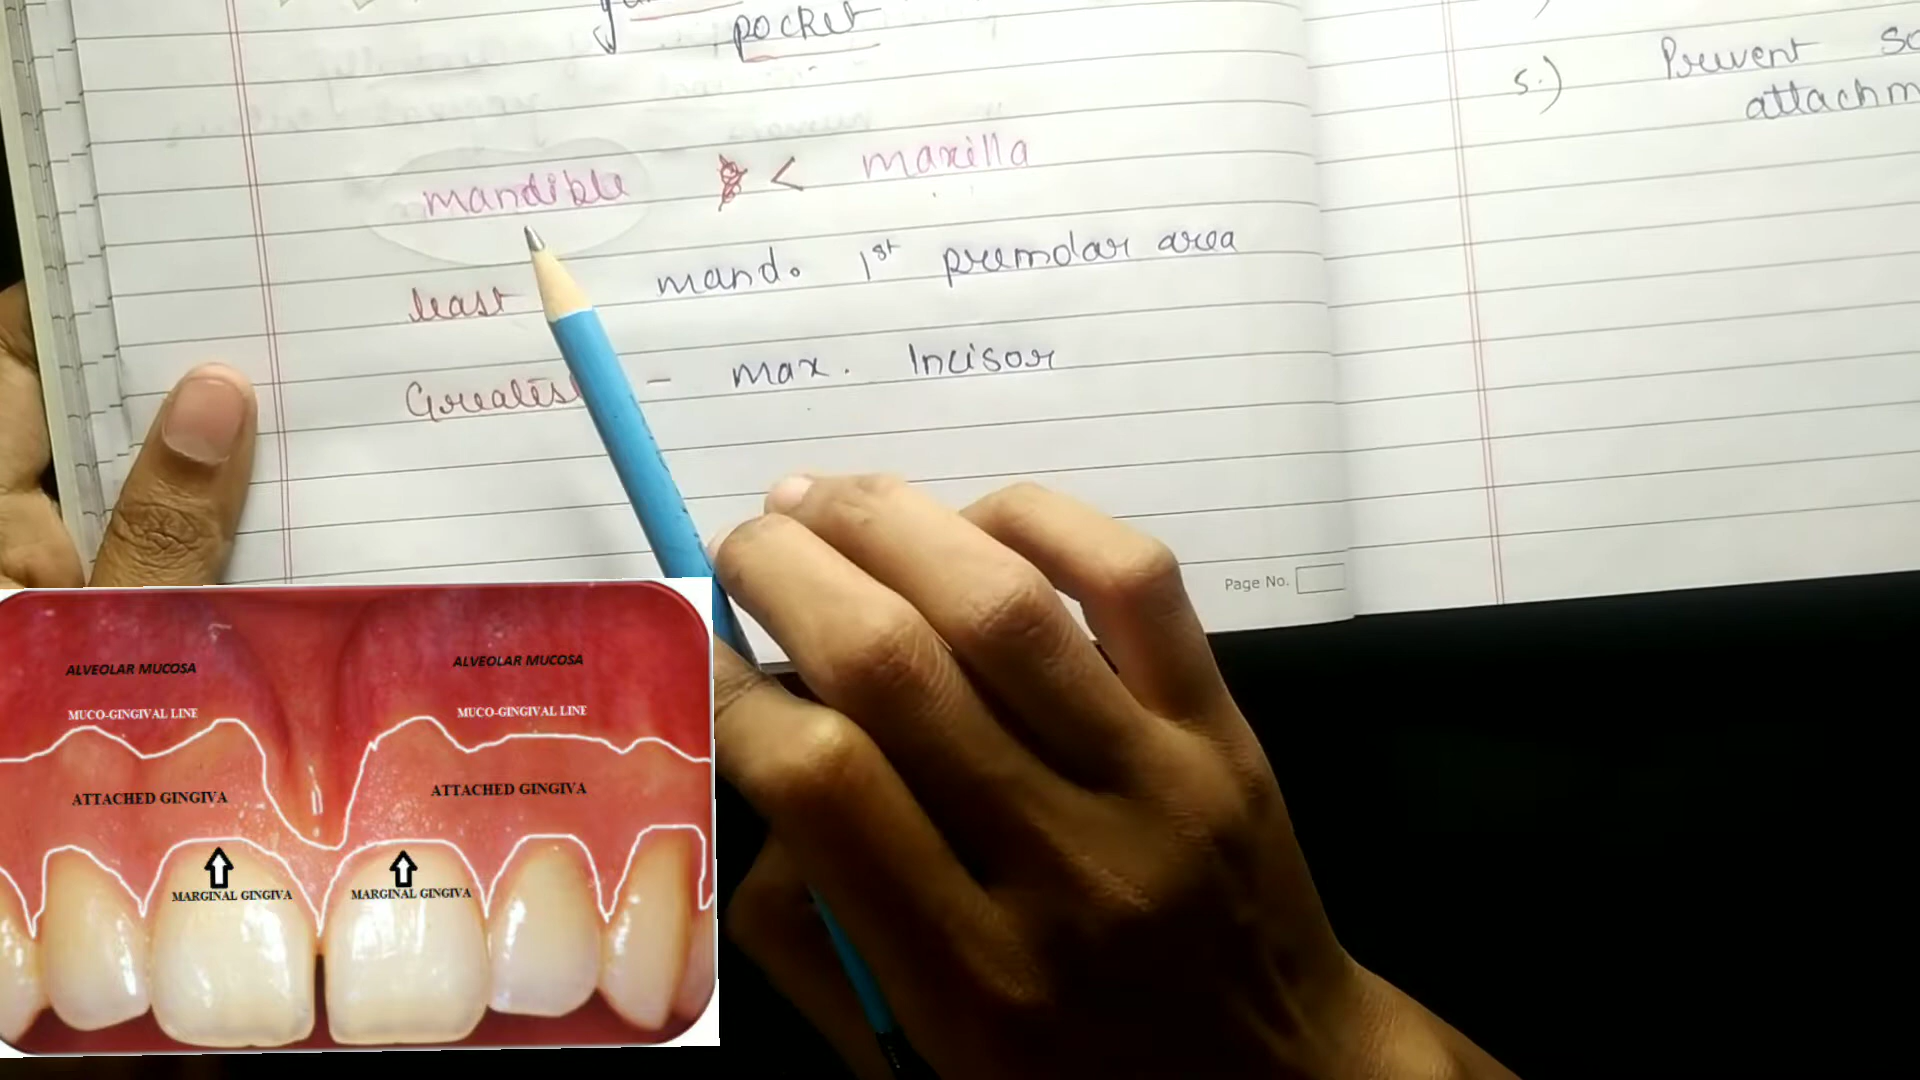 pocket
mandible < maxilla
least mand. 1st premolar area
Greatest - max. Incisor
5.) Prevent
Page No.
ALVEOLAR MUCOSA ALVEOLAR MUCOSA
MUCO-GINGIVAL LINE MUCO-GINGIVAL LINE
ATTACHED GINGIVA ATTACHED GINGIVA
MARGINAL GINGIVA MARGINAL GINGIVA